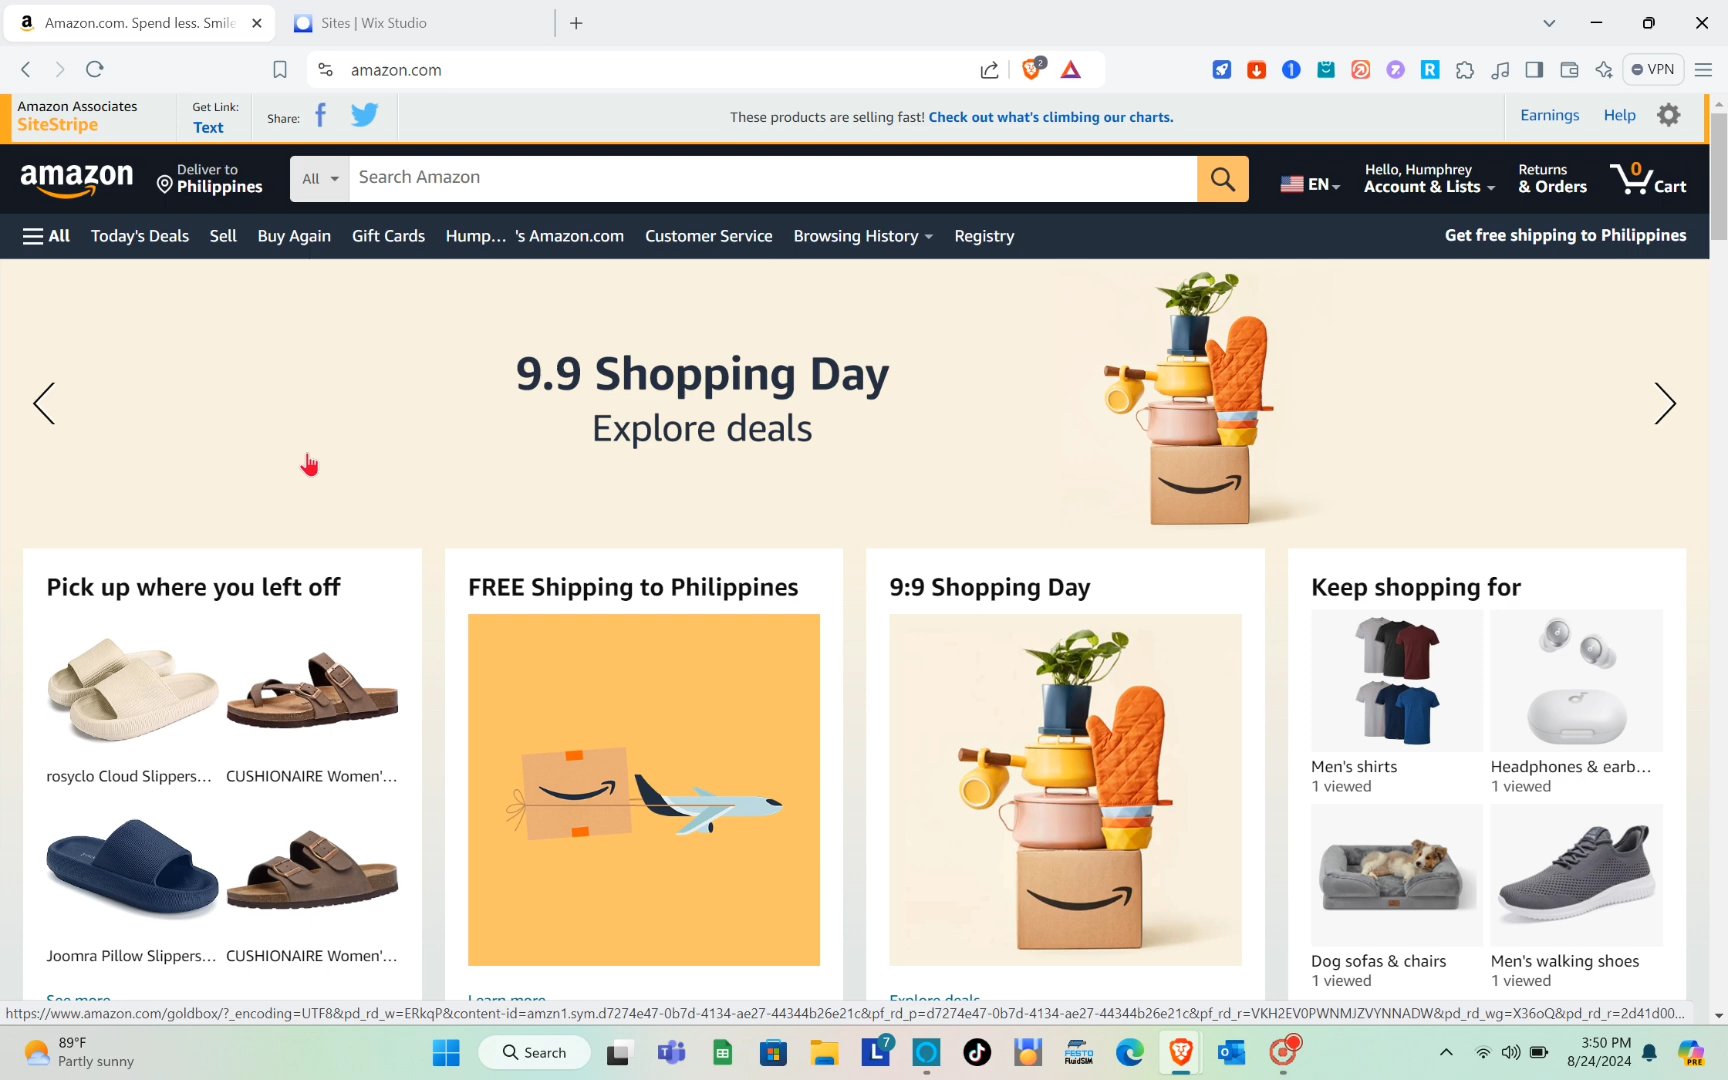 Amazon.com. Spend less. Smile
Sites | Wix Studio
amazon.com
2
VPN
Amazon Associates
SiteStripe
Get Link:
Text
Share:
These products are selling fast! Check out what's climbing our charts.
Earnings
Help
amazon
Deliver to
Philippines
All
Search Amazon
EN
Hello, Humphrey
Account & Lists
Returns
& Orders
0
Cart
All
Today's Deals
Sell
Buy Again
Gift Cards
Hump... 's Amazon.com
Customer Service
Browsing History
Registry
Get free shipping to Philippines
9.9 Shopping Day
Explore deals
Pick up where you left off
rosyclo Cloud Slippers...
CUSHIONAIRE Women'...
Joomra Pillow Slippers...
CUSHIONAIRE Women'...
See more
FREE Shipping to Philippines
Learn more
9:9 Shopping Day
Explore deals
Keep shopping for
Men's shirts
1 viewed
Headphones & earb...
1 viewed
Dog sofas & chairs
1 viewed
Men's walking shoes
1 viewed
https://www.amazon.com/goldbox/?_encoding=UTF8&pd_rd_w=ERkqP&content-id=amzn1.sym.d7274e47-0b7d-4134-ae27-44344b26e21c&pf_rd_p=d7274e47-0b7d-4134-ae27-44344b26e21c&pf_rd_r=VKH2EV0PWNMJZVYNNADW&pd_rd_wg=X36oQ&pd_rd_r=2d41d00...
89°F
Partly sunny
Search
L
7
FESTO
FluidSIM
3:50 PM
8/24/2024
PRE